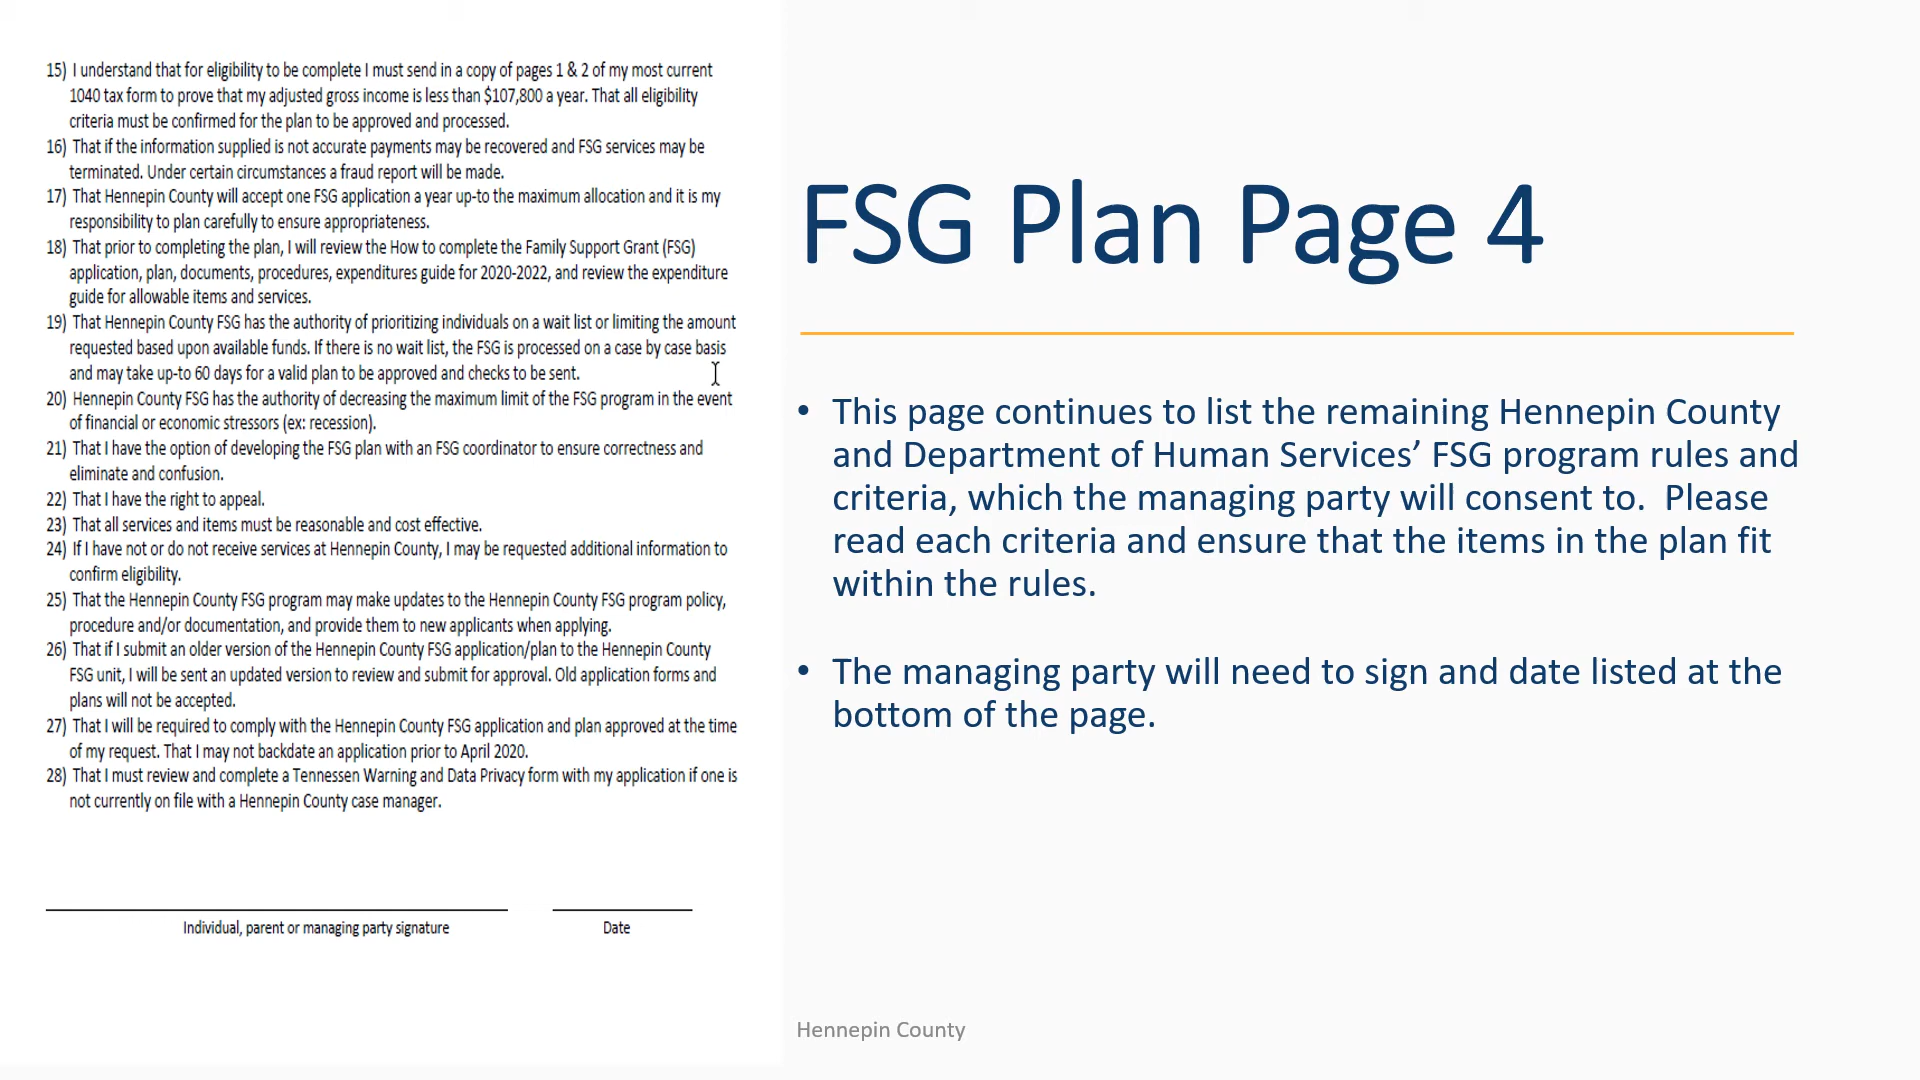 15) I understand that for eligibility to be complete I must send in a copy of pages 1 & 2 of my most current
1040 tax form to prove that my adjusted gross income is less than $107,800 a year. That all eligibility
criteria must be confirmed for the plan to be approved and processed.
16) That if the information supplied is not accurate payments may be recovered and FSG services may be
terminated. Under certain circumstances a fraud report will be made.
17) That Hennepin County will accept one FSG application a year up-to the maximum allocation and it is my
responsibility to plan carefully to ensure appropriateness.
18) That prior to completing the plan, I will review the How to complete the Family Support Grant (FSG)
application, plan, documents, procedures, expenditures guide for 2020-2022, and review the expenditure
guide for allowable items and services.
19) That Hennepin County FSG has the authority of prioritizing individuals on a wait list or limiting the amount
requested based upon available funds. If there is no wait list, the FSG is processed on a case by case basis
and may take up-to 60 days for a valid plan to be approved and checks to be sent.
20) Hennepin County FSG has the authority of decreasing the maximum limit of the FSG program in the event
of financial or economic stressors (ex: recession).
21) That I have the option of developing the FSG plan with an FSG coordinator to ensure correctness and
eliminate and confusion.
22) That I have the right to appeal.
23) That all services and items must be reasonable and cost effective.
24) If I have not or do not receive services at Hennepin County, I may be requested additional information to
confirm eligibility.
25) That the Hennepin County FSG program may make updates to the Hennepin County FSG program policy,
procedure and/or documentation, and provide them to new applicants when applying.
26) That if I submit an older version of the Hennepin County FSG application/plan to the Hennepin County
FSG unit, I will be sent an updated version to review and submit for approval. Old application forms and
plans will not be accepted.
27) That I will be required to comply with the Hennepin County FSG application and plan approved at the time
of my request. That I may not backdate an application prior to April 2020.
28) That I must review and complete a Tennessen Warning and Data Privacy form with my application if one is
not currently on file with a Hennepin County case manager.
Individual, parent or managing party signature
Date
FSG Plan Page 4
• This page continues to list the remaining Hennepin County
and Department of Human Services’ FSG program rules and
criteria, which the managing party will consent to. Please
read each criteria and ensure that the items in the plan fit
within the rules.
• The managing party will need to sign and date listed at the
bottom of the page.
Hennepin County